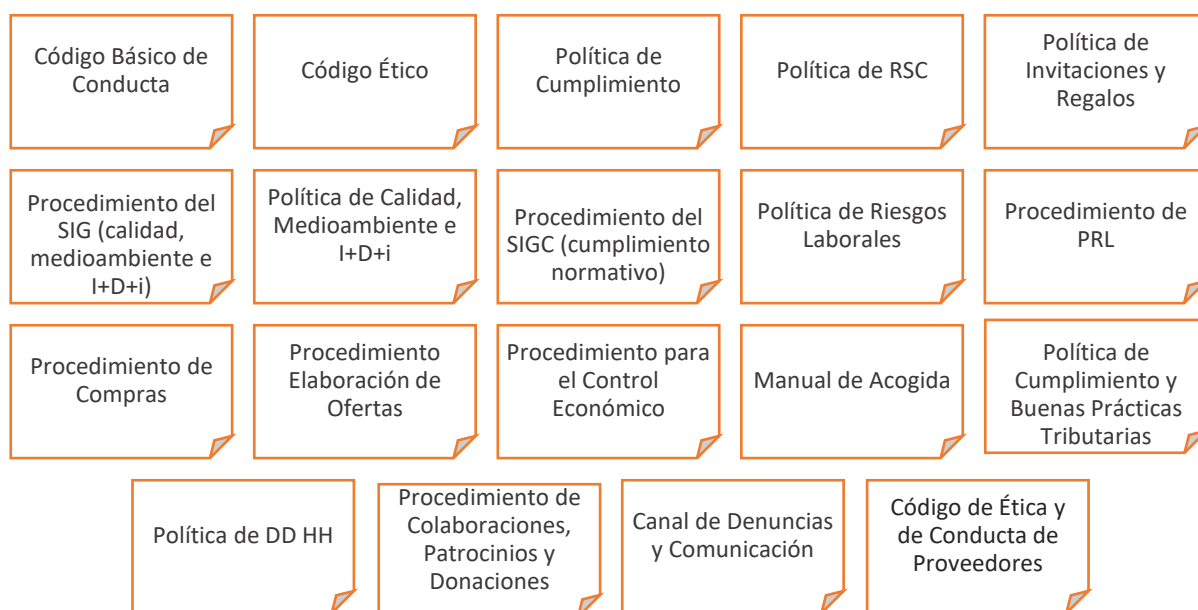 Código Básico de
Conducta
Código Ético
Política de
Cumplimiento
Política de RSC
Política de
Invitaciones y
Regalos
Procedimiento del
SIG (calidad,
medioambiente e
I+D+i)
Política de Calidad,
Medioambiente e
I+D+i
Procedimiento del
SIGC (cumplimiento
normativo)
Política de Riesgos
Laborales
Procedimiento de
PRL
Procedimiento de
Compras
Procedimiento
Elaboración de
Ofertas
Procedimiento para
el Control
Económico
Manual de Acogida
Política de
Cumplimiento y
Buenas Prácticas
Tributarias
Política de DD HH
Procedimiento de
Colaboraciones,
Patrocinios y
Donaciones
Canal de Denuncias
y Comunicación
Código de Ética y
de Conducta de
Proveedores